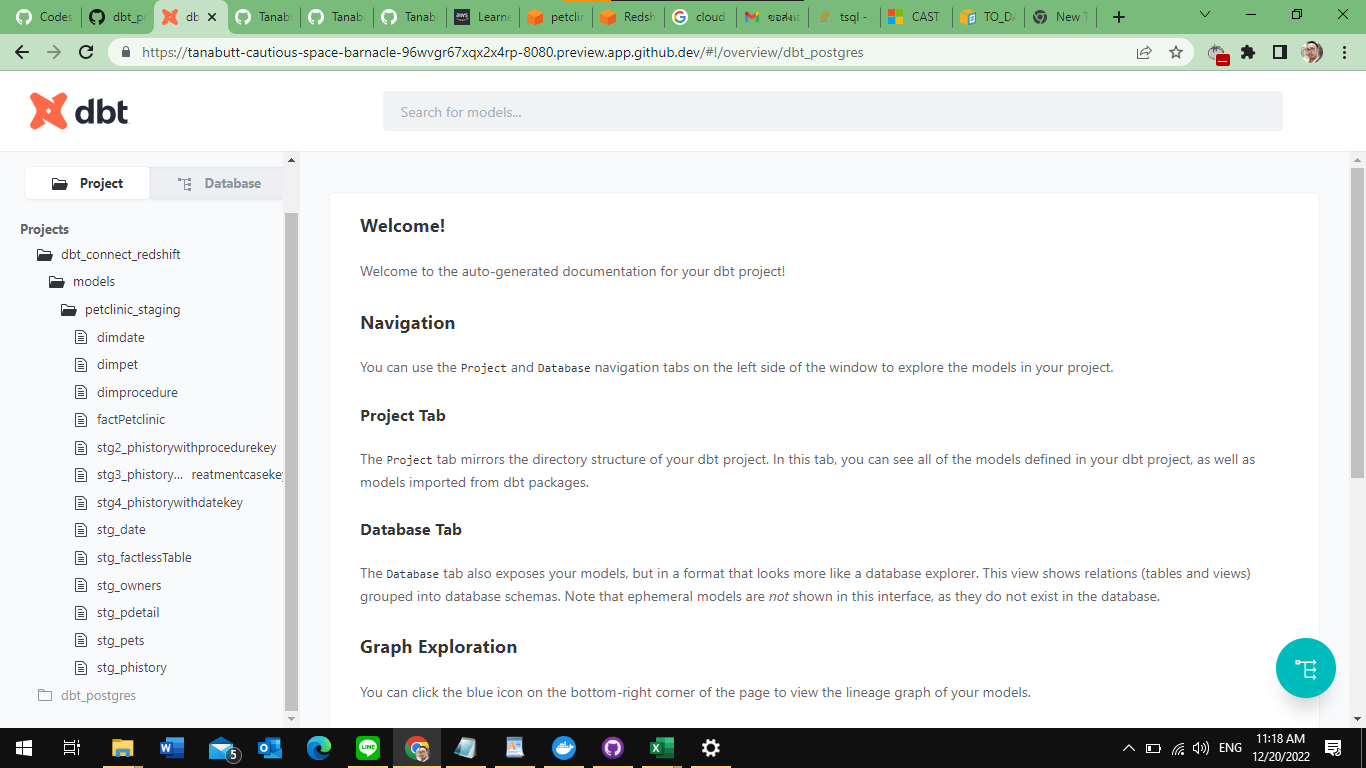 Codes
dbt_p
db
Tanab
Tanab
Tanab
aws
Learne
petclin
Redsh
cloud
ขอส่งเอ
tsql -
CAST
TO_DA
New T
https://tanabutt-cautious-space-barnacle-96wvgr67xqx2x4rp-8080.preview.app.github.dev/#!/overview/dbt_postgres
dbt
Search for models...
Project
Database
Projects
dbt_connect_redshift
models
petclinic_staging
dimdate
dimpet
dimprocedure
factPetclinic
stg2_phistorywithprocedurekey
stg3_phistory... reatmentcasekey
stg4_phistorywithdatekey
stg_date
stg_factlessTable
stg_owners
stg_pdetail
stg_pets
stg_phistory
dbt_postgres
Welcome!
Welcome to the auto-generated documentation for your dbt project!
Navigation
You can use the Project and Database navigation tabs on the left side of the window to explore the models in your project.
Project Tab
The Project tab mirrors the directory structure of your dbt project. In this tab, you can see all of the models defined in your dbt project, as well as
models imported from dbt packages.
Database Tab
The Database tab also exposes your models, but in a format that looks more like a database explorer. This view shows relations (tables and views)
grouped into database schemas. Note that ephemeral models are not shown in this interface, as they do not exist in the database.
Graph Exploration
You can click the blue icon on the bottom-right corner of the page to view the lineage graph of your models.
5
LINE
ENG
11:18 AM
12/20/2022